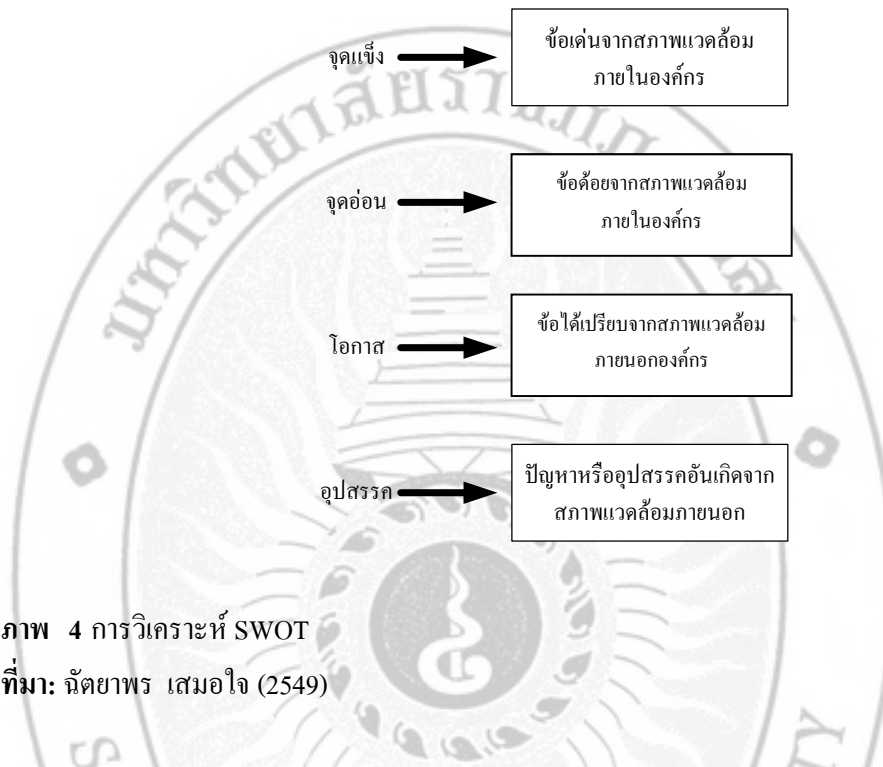 จุดแข็ง
ข้อเด่นจากสภาพแวดล้อม
ภายในองค์กร
จุดอ่อน
ข้อด้อยจากสภาพแวดล้อม
ภายในองค์กร
โอกาส
ข้อได้เปรียบจากสภาพแวดล้อม
ภายนอกองค์กร
อุปสรรค
ปัญหาหรืออุปสรรคอันเกิดจาก
สภาพแวดล้อมภายนอก
ภาพ 4 การวิเคราะห์ SWOT
ที่มา: ฉัตยาพร เสมอใจ (2549)